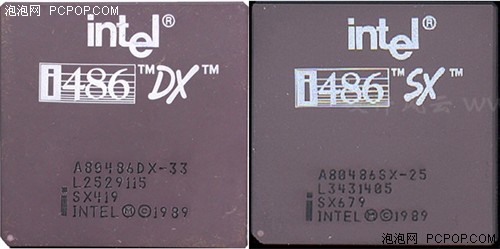 泡泡网 PCPOP.COM
intel®
i486™DX™
A80486DX-33
L2529115
SX419
INTEL Ⓜ©1989
泡泡网 PCPOP.COM
intel®
i486™SX™
A80486SX-25
L3431405
SX679
INTEL Ⓜ©1989